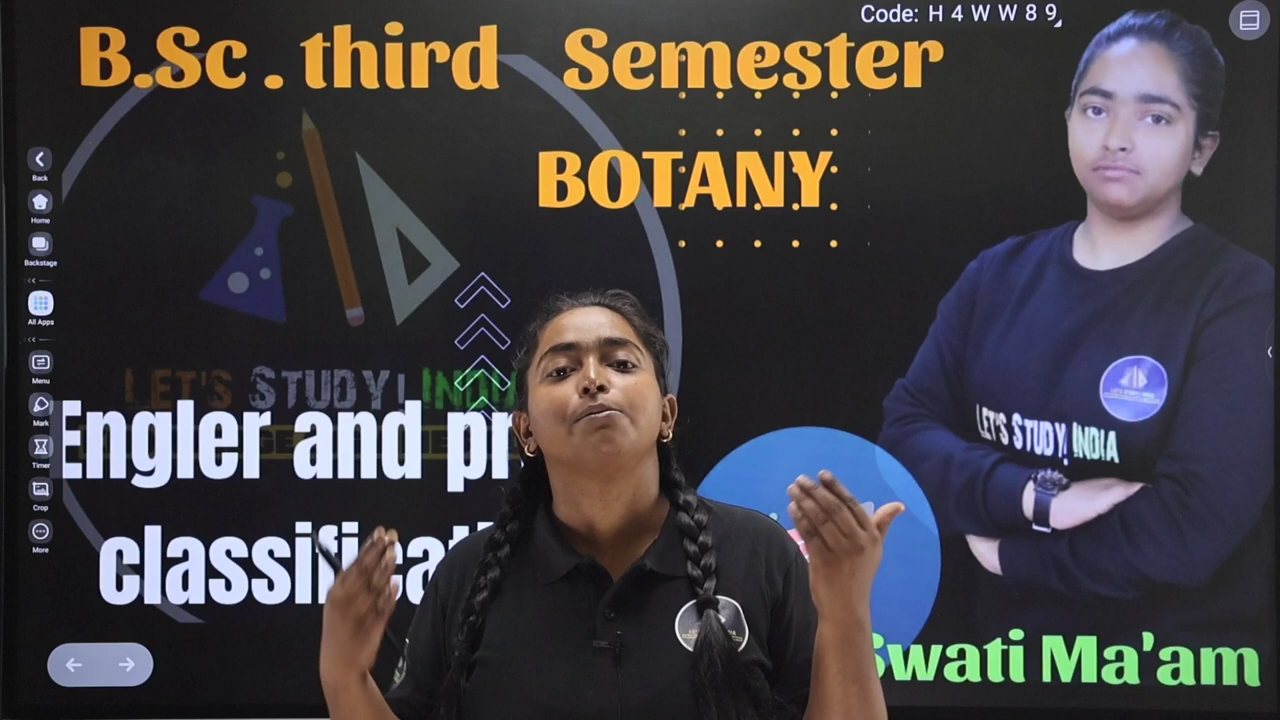 Code: H 4 W W 8 9
B.Sc . third Semester
BOTANY
Back
Home
Backstage
All Apps
Menu
Mark
Timer
Crop
More
LET'S STUDY! INDIA
Engler and pr
classificati
LET'S STUDY! INDIA
Swati Ma'am